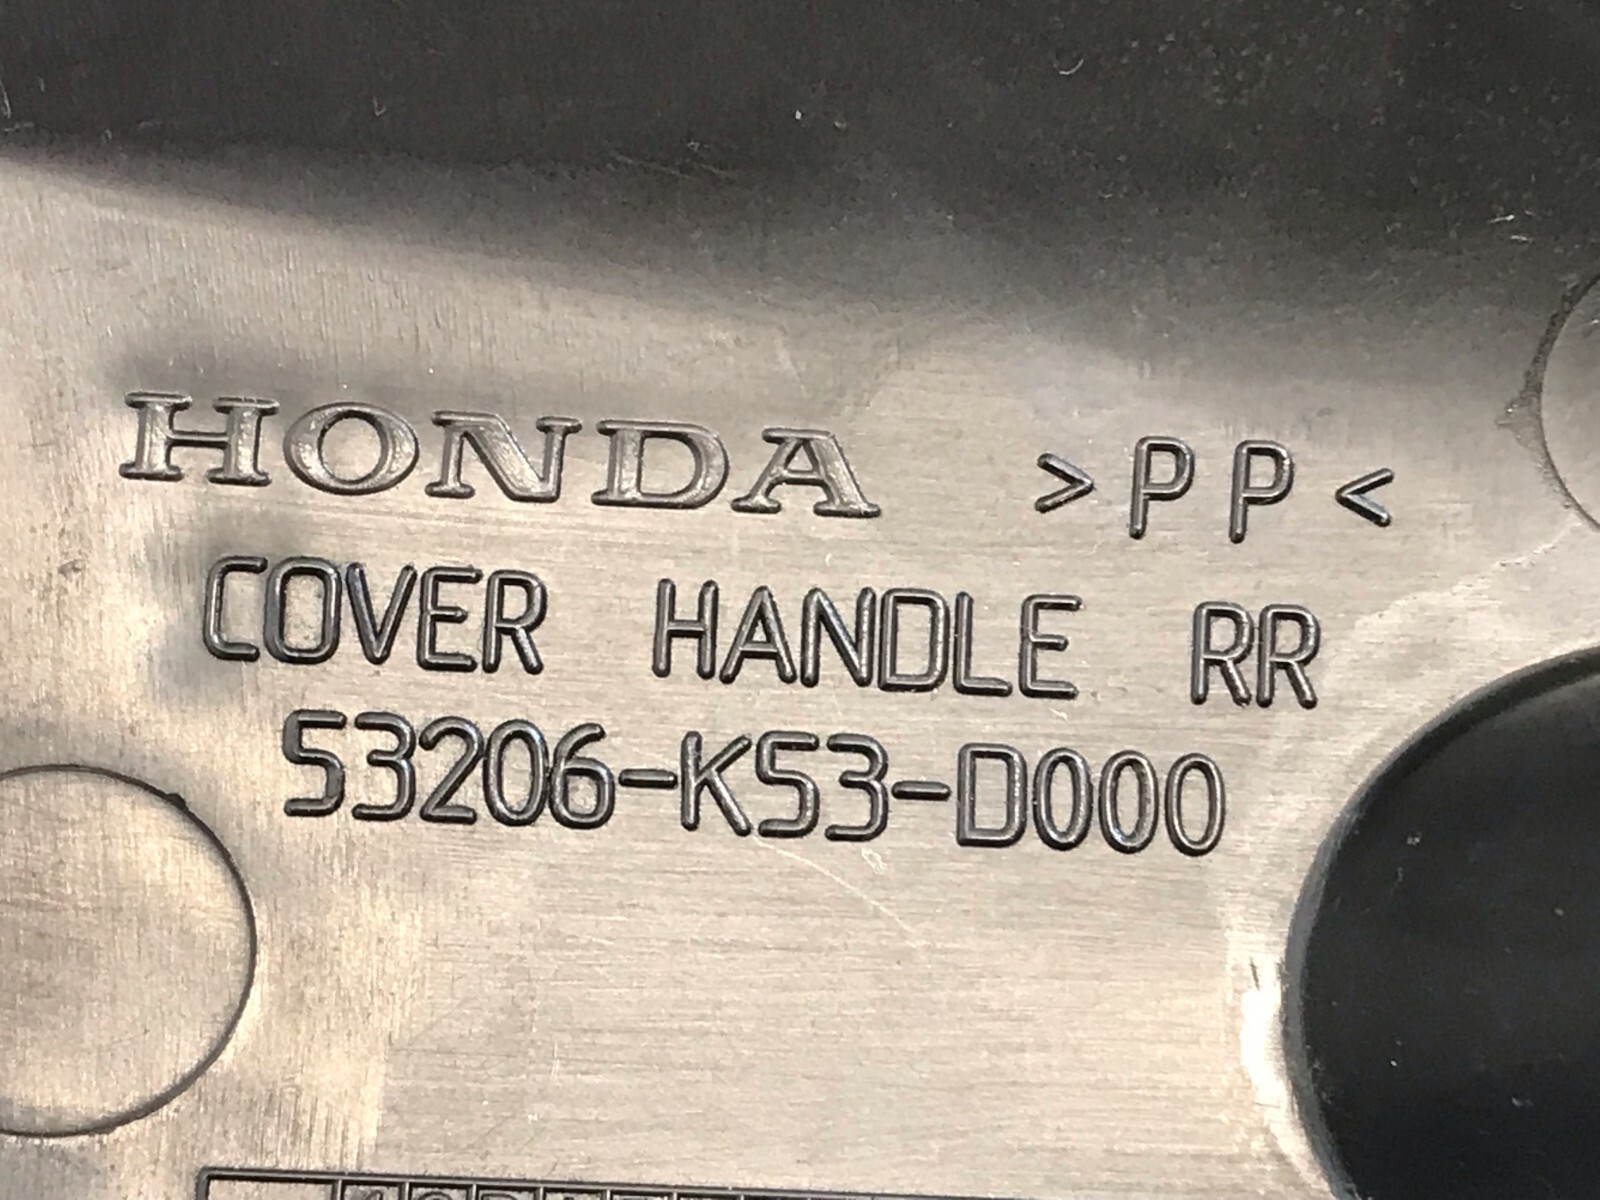 HONDA >PP<
COVER HANDLE RR
53206-K53-D000